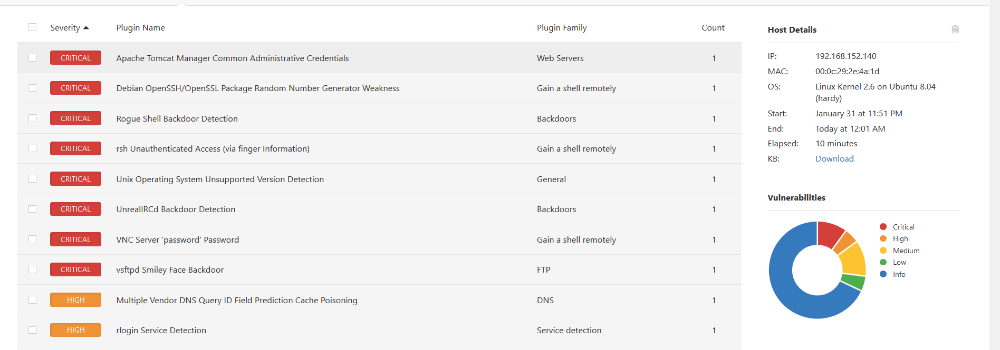 Severity Plugin Name Plugin Family Count
CRITICAL Apache Tomcat Manager Common Administrative Credentials Web Servers 1
CRITICAL Debian OpenSSH/OpenSSL Package Random Number Generator Weakness Gain a shell remotely 1
CRITICAL Rogue Shell Backdoor Detection Backdoors 1
CRITICAL rsh Unauthenticated Access (via finger Information) Gain a shell remotely 1
CRITICAL Unix Operating System Unsupported Version Detection General 1
CRITICAL UnrealIRCd Backdoor Detection Backdoors 1
CRITICAL VNC Server 'password' Password Gain a shell remotely 1
CRITICAL vsftpd Smiley Face Backdoor FTP 1
HIGH Multiple Vendor DNS Query ID Field Prediction Cache Poisoning DNS 1
HIGH rlogin Service Detection Service detection 1
Host Details
IP: 192.168.152.140
MAC: 00:0c:29:2e:4a:1d
OS: Linux Kernel 2.6 on Ubuntu 8.04
(hardy)
Start: January 31 at 11:51 PM
End: Today at 12:01 AM
Elapsed: 10 minutes
KB: Download
Vulnerabilities
Critical
High
Medium
Low
Info